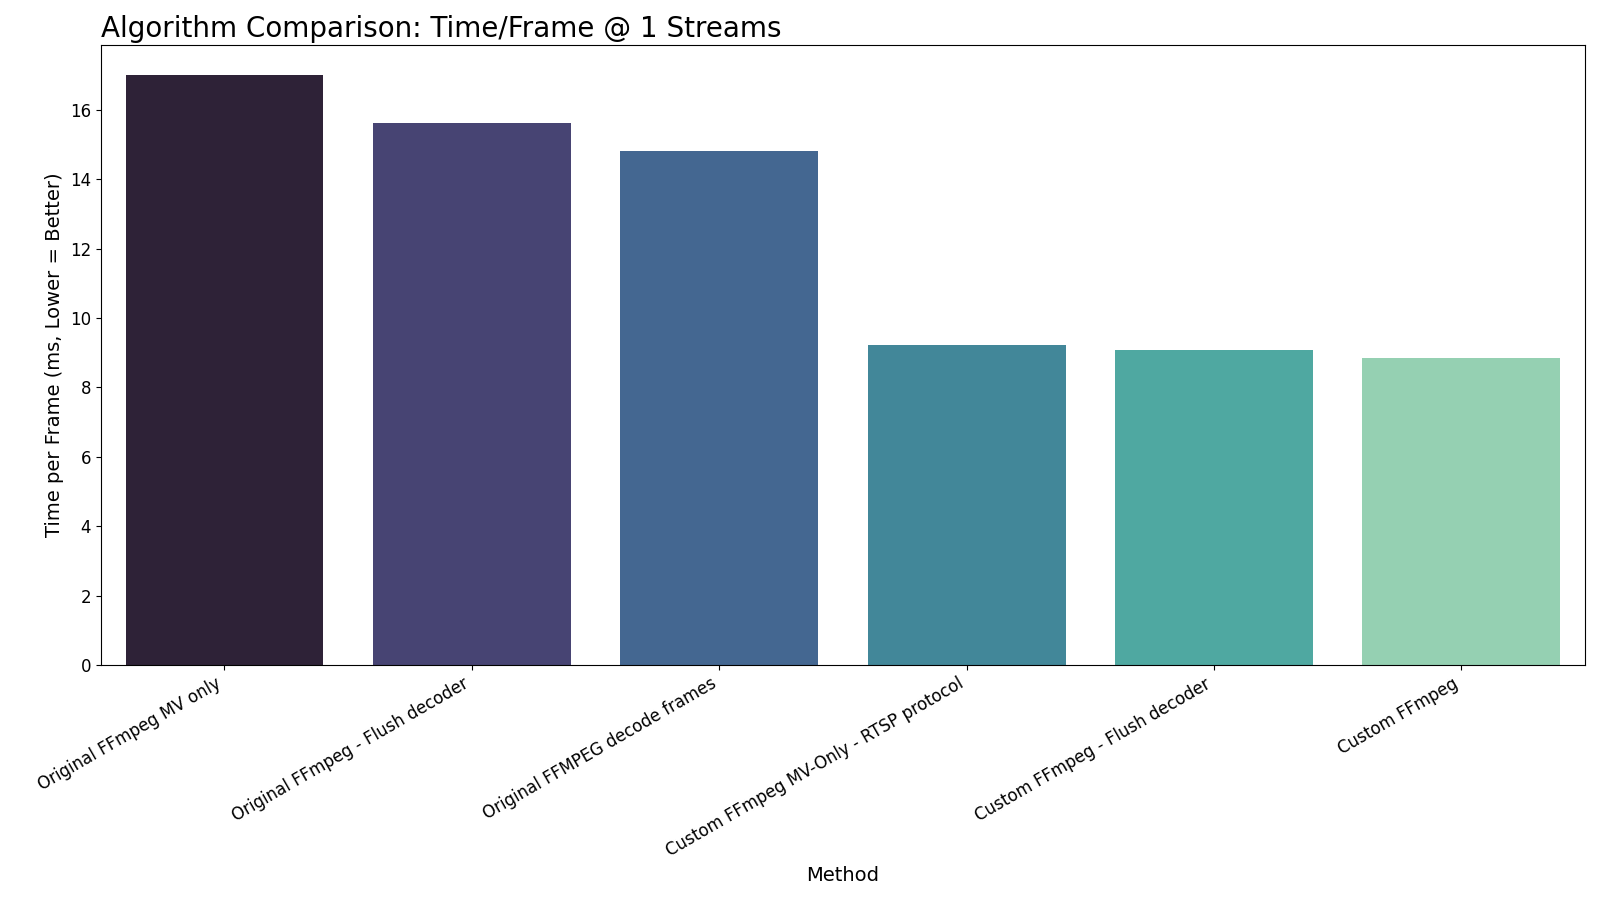 Algorithm Comparison: Time/Frame @ 1 Streams
Time per Frame (ms, Lower = Better)
16
14
12
10
8
6
4
2
0
Original FFmpeg MV only
Original FFmpeg - Flush decoder
Original FFMPEG decode frames
Custom FFmpeg MV-Only - RTSP protocol
Custom FFmpeg - Flush decoder
Custom FFmpeg
Method